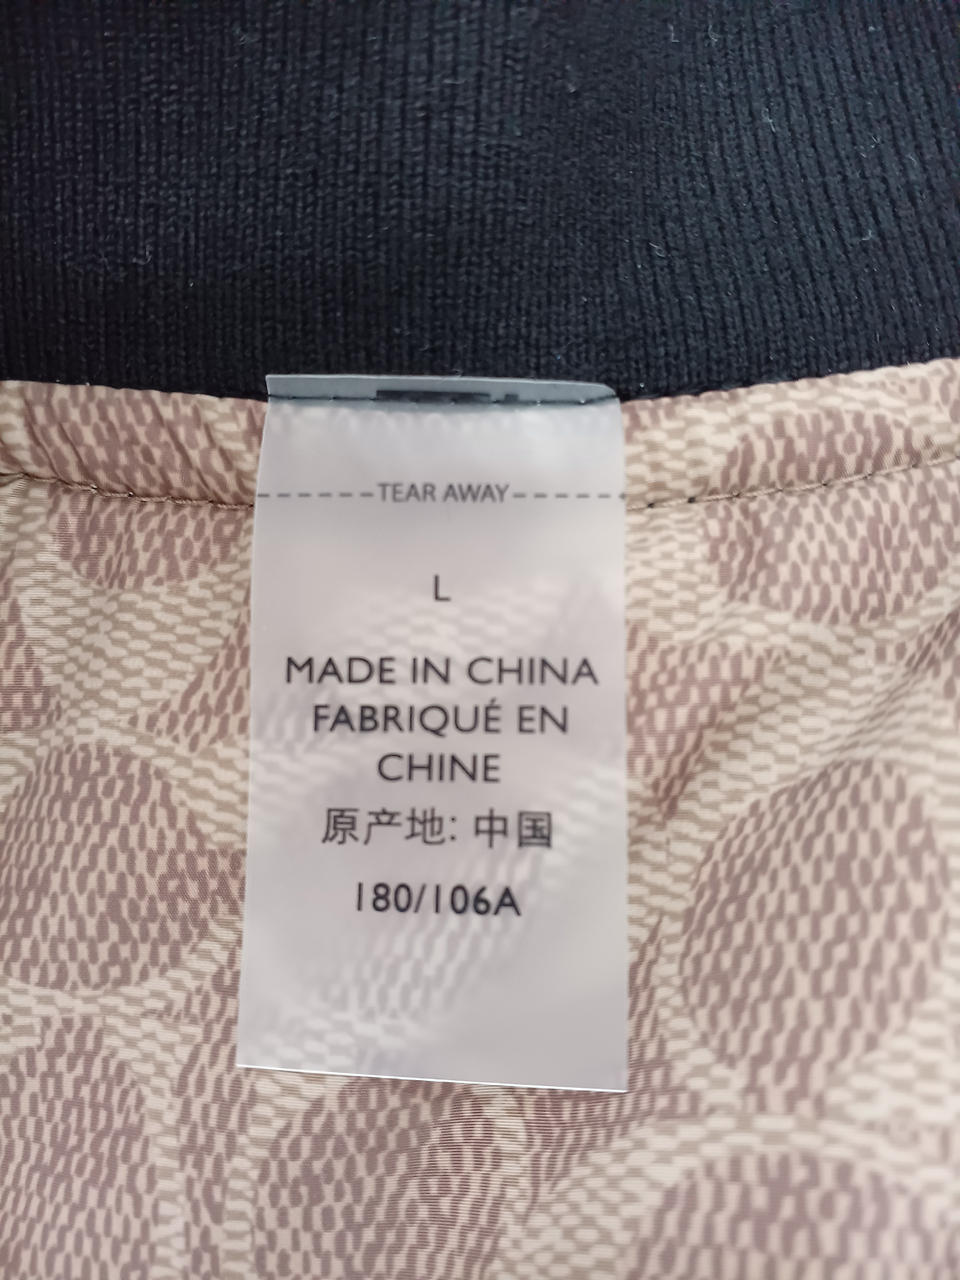 TEAR AWAY
L
MADE IN CHINA
FABRIQUÉ EN
CHINE
原产地: 中国
180/106A